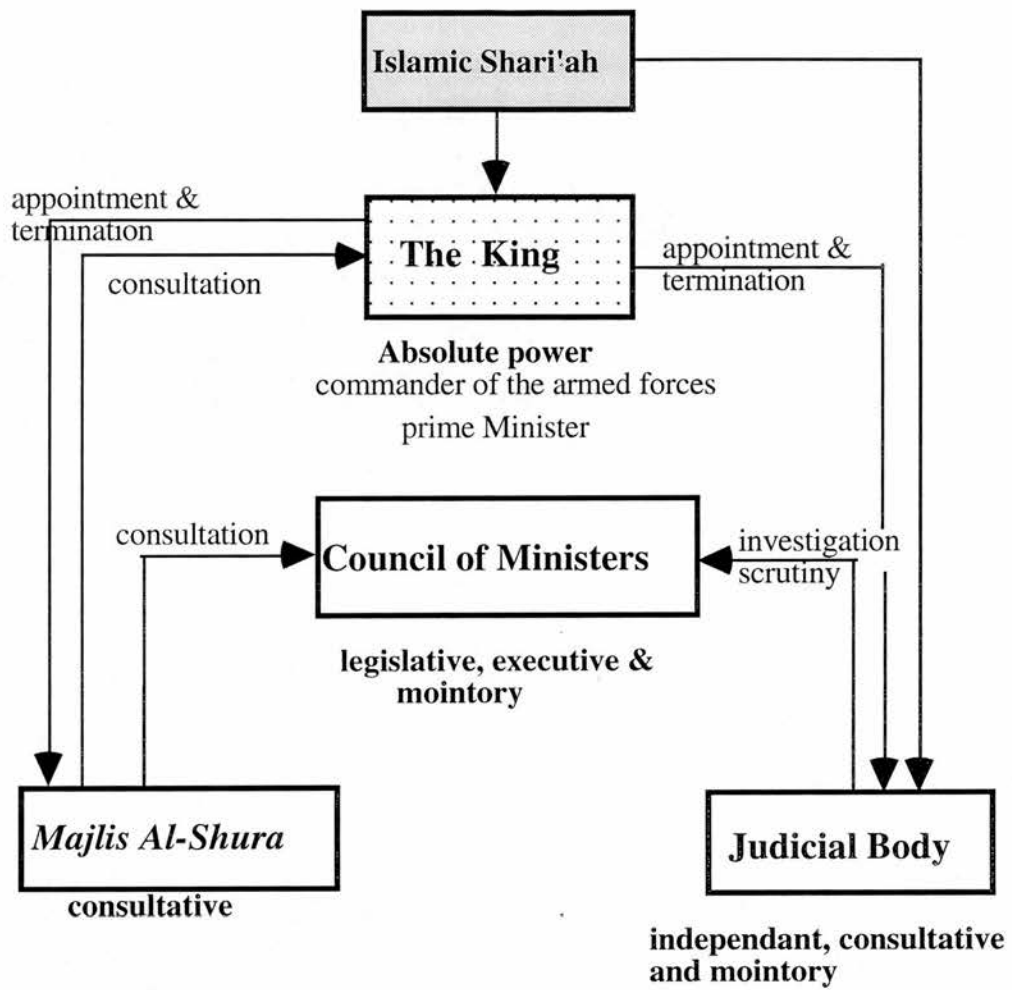 Islamic Shari'ah
appointment &
termination
The King
appointment &
termination
consultation
Absolute power
commander of the armed forces
prime Minister
consultation
Council of Ministers
investigation
scrutiny
legislative, executive &
mointory
Majlis Al-Shura
consultative
Judicial Body
independant, consultative
and mointory